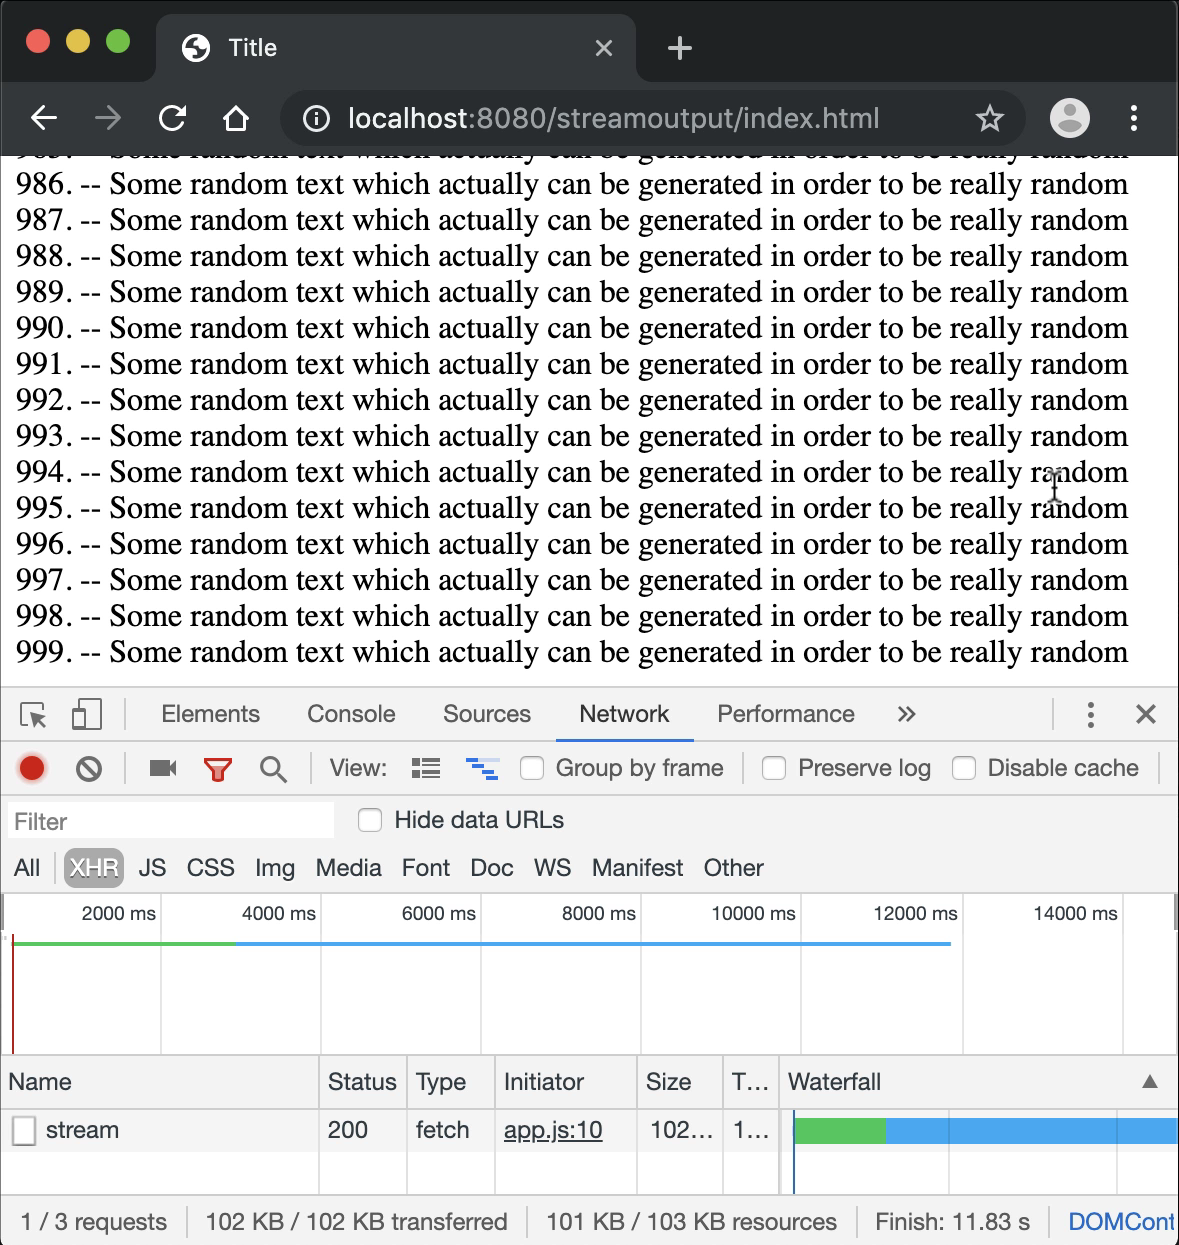 Title
localhost:8080/streamoutput/index.html
985. -- Some random text which actually can be generated in order to be really random
986. -- Some random text which actually can be generated in order to be really random
987. -- Some random text which actually can be generated in order to be really random
988. -- Some random text which actually can be generated in order to be really random
989. -- Some random text which actually can be generated in order to be really random
990. -- Some random text which actually can be generated in order to be really random
991. -- Some random text which actually can be generated in order to be really random
992. -- Some random text which actually can be generated in order to be really random
993. -- Some random text which actually can be generated in order to be really random
994. -- Some random text which actually can be generated in order to be really random
995. -- Some random text which actually can be generated in order to be really random
996. -- Some random text which actually can be generated in order to be really random
997. -- Some random text which actually can be generated in order to be really random
998. -- Some random text which actually can be generated in order to be really random
999. -- Some random text which actually can be generated in order to be really random
Elements Console Sources Network Performance »
View: Group by frame Preserve log Disable cache
Filter Hide data URLs
All XHR JS CSS Img Media Font Doc WS Manifest Other
2000 ms 4000 ms 6000 ms 8000 ms 10000 ms 12000 ms 14000 ms
Name Status Type Initiator Size T... Waterfall
stream 200 fetch app.js:10 102... 1...
1 / 3 requests 102 KB / 102 KB transferred 101 KB / 103 KB resources Finish: 11.83 s DOMCont